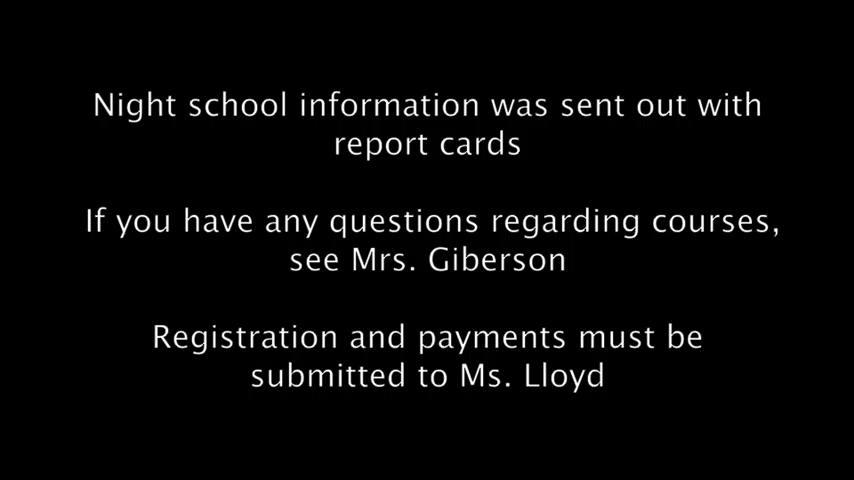 Night school information was sent out with
report cards
If you have any questions regarding courses,
see Mrs. Giberson
Registration and payments must be
submitted to Ms. Lloyd